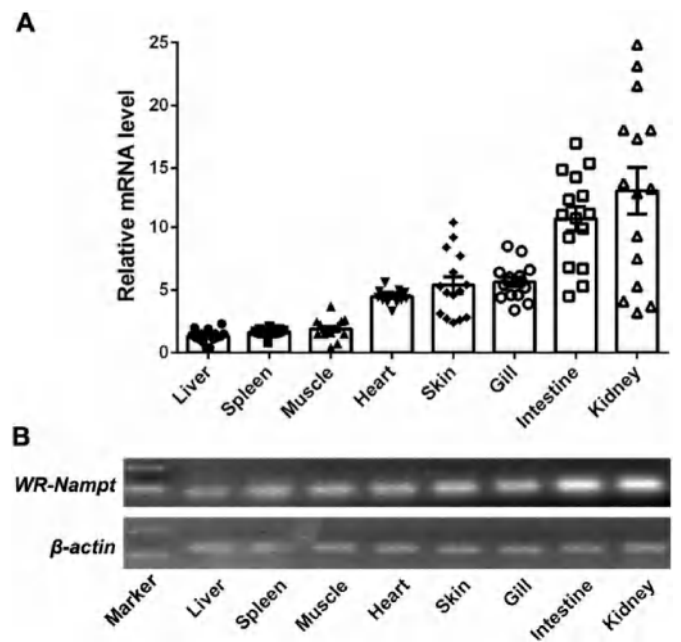 A
Relative mRNA level
25
20
15
10
5
0
Liver
Spleen
Muscle
Heart
Skin
Gill
Intestine
Kidney
B
WR-Nampt
β-actin
Marker
Liver
Spleen
Muscle
Heart
Skin
Gill
Intestine
Kidney